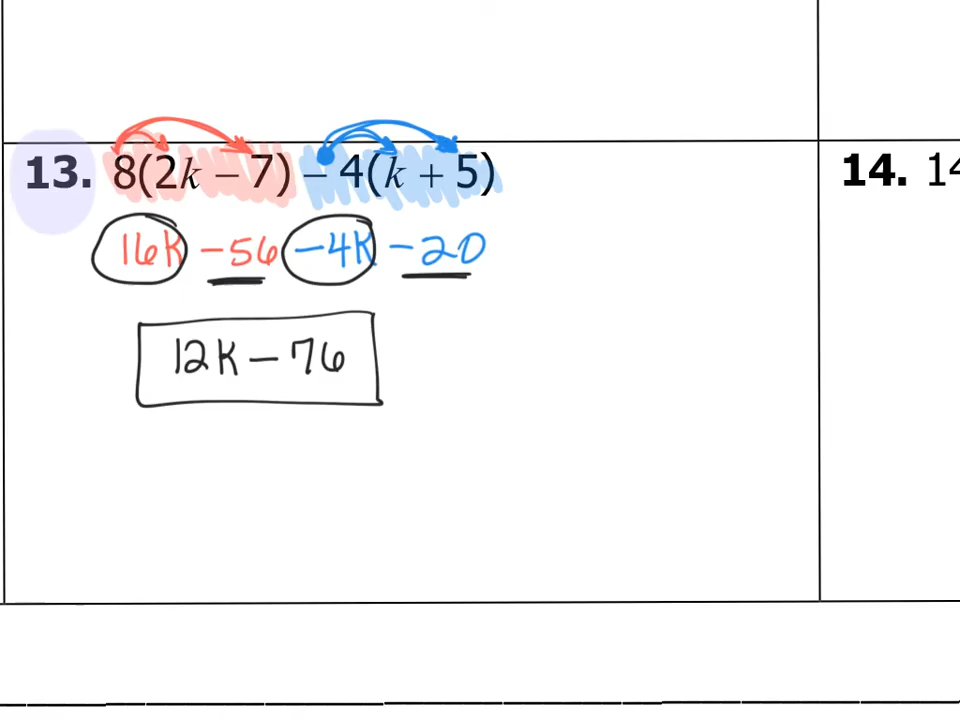 13. 8(2k − 7) − 4(k + 5)
16k − 56 − 4k − 20
12k − 76
14. 14